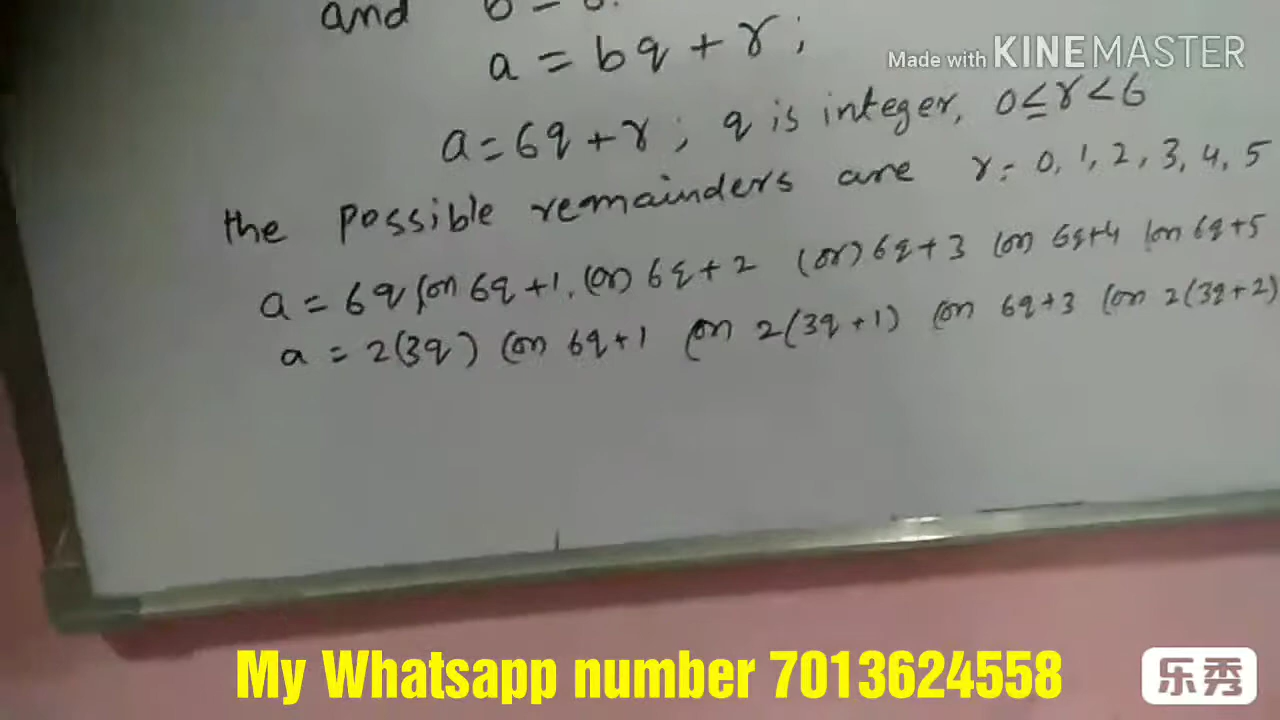 and b = 6.
Made with KINEMASTER
a = bq + r;
a = 6q + r ; q is integer, 0 ≤ r < 6
the possible remainders are r = 0, 1, 2, 3, 4, 5
a = 6q (or) 6q + 1, (or) 6q + 2 (or) 6q + 3 (or) 6q+4 (or) 6q+5
a = 2(3q) (or) 6q+1 (or) 2(3q+1) (or) 6q+3 (or) 2(3q+2)
My Whatsapp number 7013624558
乐秀